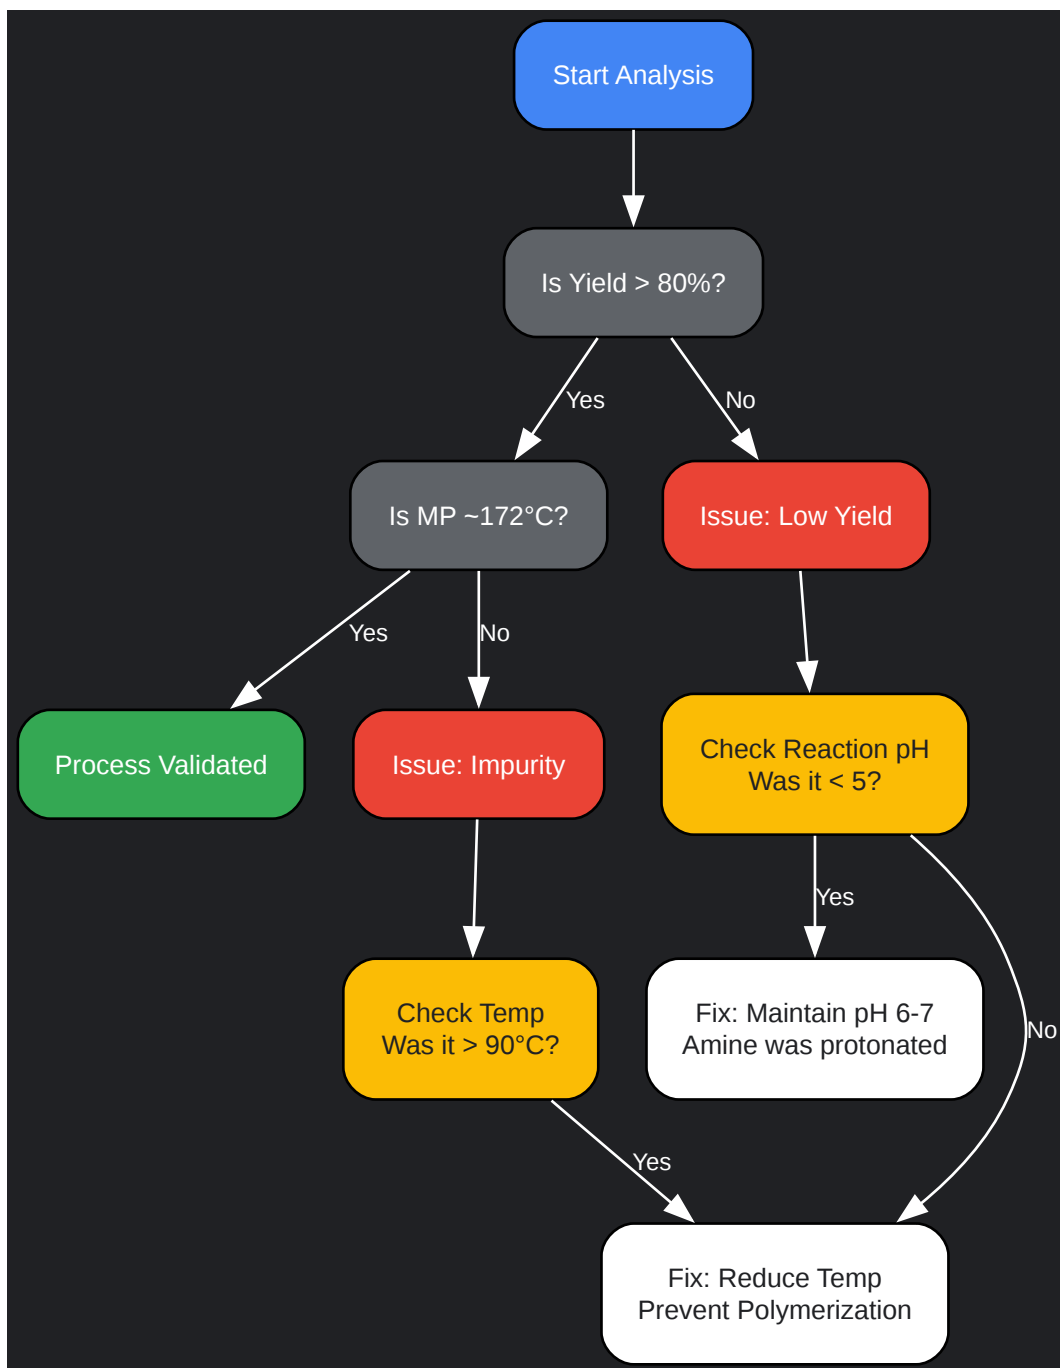 Start Analysis
Is Yield > 80%?
Yes
No
Is MP ~172°C?
Issue: Low Yield
Yes
No
Process Validated
Issue: Impurity
Check Reaction pH
Was it < 5?
Yes
Check Temp
Was it > 90°C?
Fix: Maintain pH 6-7
Amine was protonated
No
Yes
Fix: Reduce Temp
Prevent Polymerization